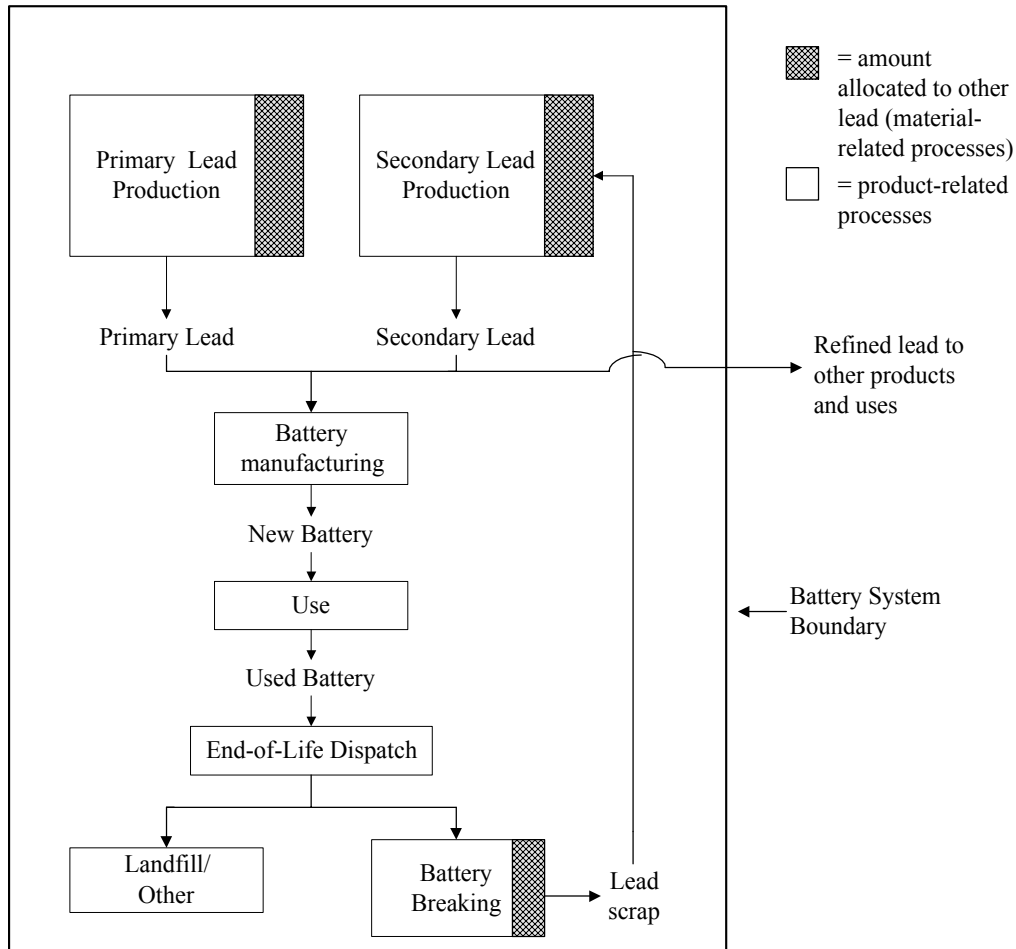 Primary Lead
Production
Secondary Lead
Production
= amount
allocated to other
lead (material-
related processes)
= product-related
processes
Primary Lead
Secondary Lead
Refined lead to
other products
and uses
Battery
manufacturing
New Battery
Use
Battery System
Boundary
Used Battery
End-of-Life Dispatch
Landfill/
Other
Battery
Breaking
Lead
scrap